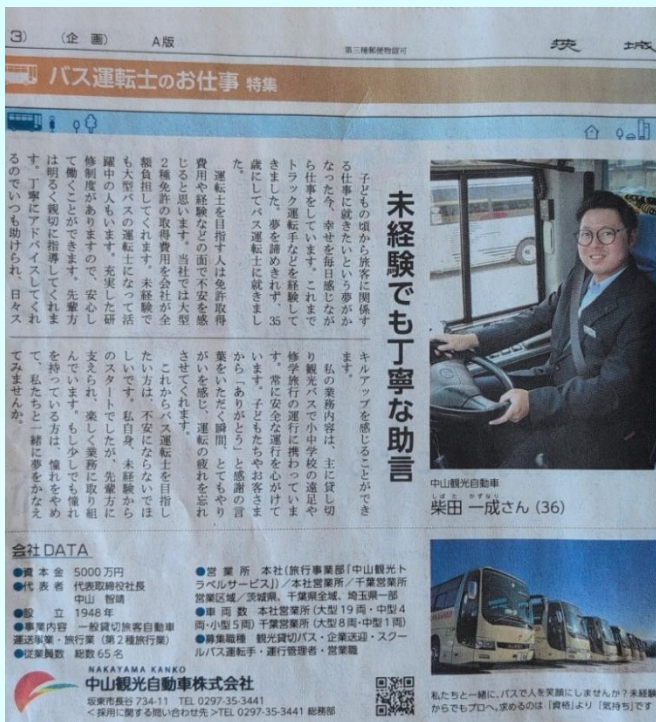 3) (企画) A版
第三種郵便物認可
茨城
バス運転士のお仕事 特集
未経験でも丁寧な助言
子どもの頃から旅客に関係す
る仕事に就きたいという夢がか
なった今、幸せを毎日感じなが
ら仕事をしています。これまで
トラック運転手などを経験して
きました。夢を諦めきれず、35
歳にしてバス運転士に就きまし
た。
運転士を目指す人は免許取得
費用や経験などの面で不安を感
じると思います。当社では大型
2種免許の取得費用を会社が全
額負担してくれます。未経験で
も大型バスの運転士になって活
躍中の人もいます。充実した研
修制度がありますので、安心し
て働くことができます。先輩方
は明るく親切に指導してくれま
す。丁寧にアドバイスしてくれ
るのでいつも助けられ、日々ス
キルアップを感じることができ
ます。
私の業務内容は、主に貸し切
り観光バスで小中学校の遠足や
修学旅行の運行に携わっていま
す。常に安全な運行を心がけて
います。子どもたちやお客さま
から「ありがとう」と感謝の言
葉をいただく瞬間、とてもやり
がいを感じ、運転の疲れを忘れ
させてくれます。
これからバス運転士を目指し
たい方は、不安にならないでほ
しいです。私自身、未経験から
のスタートでしたが、先輩方に
支えられ、楽しく業務に取り組
んでいます。もし少しでも憧れ
を持っている方は、憧れをやめ
て、私たちと一緒に夢をかなえ
てみませんか。
中山観光自動車
しばた かずなり
柴田 一成さん (36)
会社DATA
●資本金 5000万円
●代表者 代表取締役社長
中山 智晴
●設立 1948年
●事業内容 一般貸切旅客自動車
運送事業・旅行業(第2種旅行業)
●従業員数 総数65名
●営業所 本社(旅行事業部「中山観光ト
ラベルサービス」)/本社営業所/千葉営業所
営業区域/茨城県、千葉県全域、埼玉県一部
●車両数 本社営業所(大型19両・中型4
両・小型5両)千葉営業所(大型8両・中型1両)
●募集職種 観光貸切バス・企業送迎・スクー
ルバス運転手・運行管理者・営業職
NAKAYAMA KANKO
中山観光自動車株式会社
坂東市長谷734-11 TEL 0297-35-3441
<採用に関する問い合わせ先>TEL 0297-35-3441 総務部
私たちと一緒に、バスで人を笑顔にしませんか?未経験
からでもプロへ。求めるのは「資格」より「気持ち」です